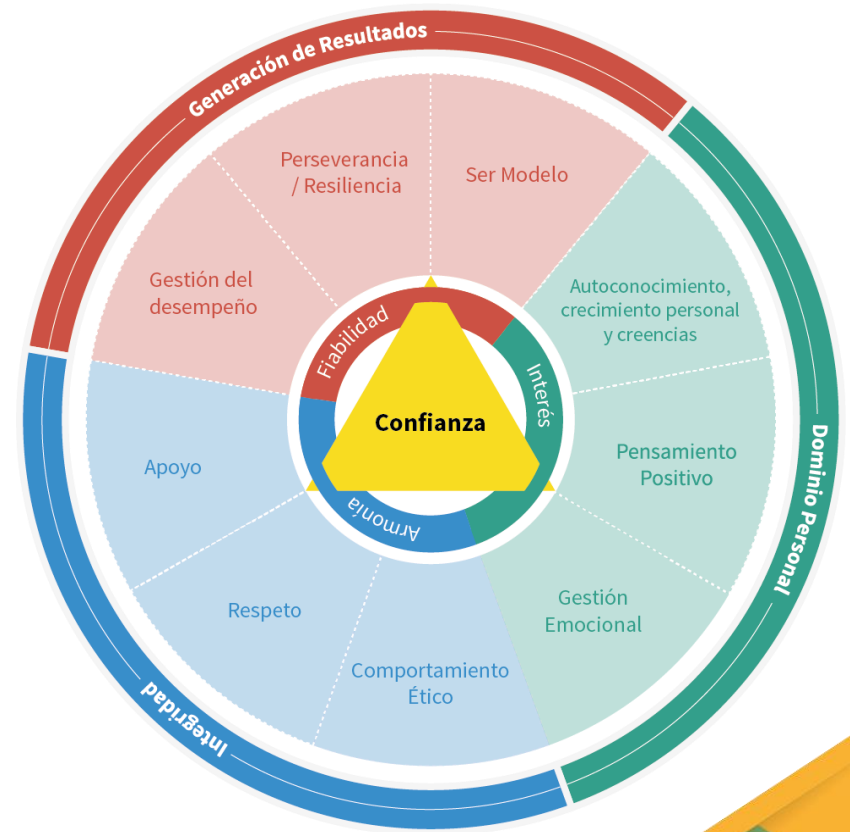 Generación de Resultados
Perseverancia
/ Resiliencia
Ser Modelo
Gestión del
desempeño
Autoconocimiento,
crecimiento personal
y creencias
Fiabilidad
Interés
Confianza
Armonía
Apoyo
Pensamiento
Positivo
Dominio Personal
Respeto
Gestión
Emocional
Comportamiento
Ético
Integridad